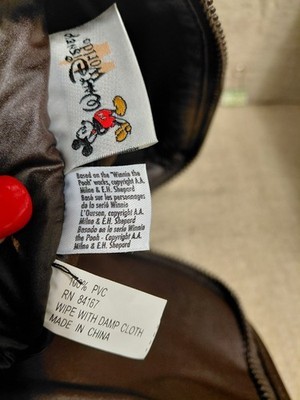 Disney
Based on the "Winnie the
Pooh" works, copyright A.A.
Milne & E.H. Shepard
Basé sur les personnages
de la série Winnie
L'Ourson, copyright A.A.
Milne & E.H. Shepard
Basado en la serie Winnie
the Pooh - Copyright
A.A. Milne & E.H. Shepard
100% PVC
RN 84167
WIPE WITH DAMP CLOTH
MADE IN CHINA